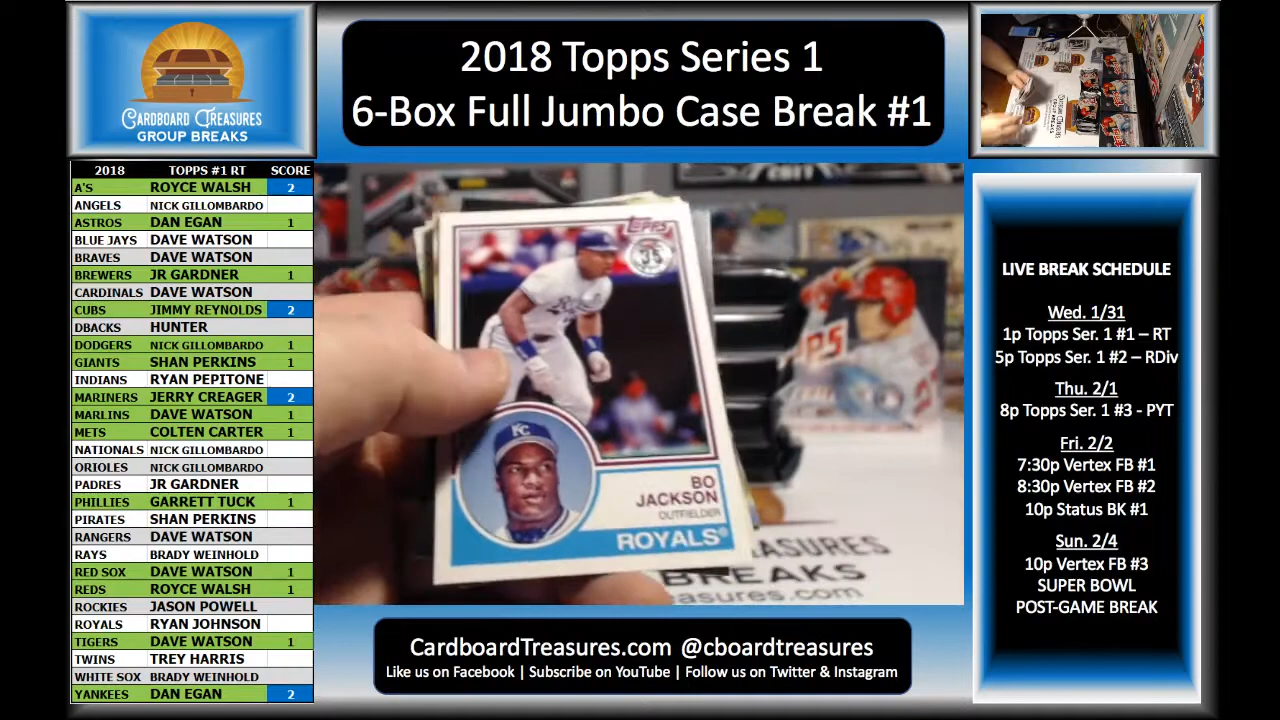 CARDBOARD TREASURES
GROUP BREAKS
2018 Topps Series 1
6-Box Full Jumbo Case Break #1
2018 TOPPS #1 RT SCORE
A'S ROYCE WALSH 2
ANGELS NICK GILLOMBARDO
ASTROS DAN EGAN 1
BLUE JAYS DAVE WATSON
BRAVES DAVE WATSON
BREWERS JR GARDNER 1
CARDINALS DAVE WATSON
CUBS JIMMY REYNOLDS 2
DBACKS HUNTER
DODGERS NICK GILLOMBARDO 1
GIANTS SHAN PERKINS 1
INDIANS RYAN PEPITONE
MARINERS JERRY CREAGER 2
MARLINS DAVE WATSON 1
METS COLTEN CARTER 1
NATIONALS NICK GILLOMBARDO
ORIOLES NICK GILLOMBARDO
PADRES JR GARDNER
PHILLIES GARRETT TUCK 1
PIRATES SHAN PERKINS
RANGERS DAVE WATSON
RAYS BRADY WEINHOLD
RED SOX DAVE WATSON 1
REDS ROYCE WALSH 1
ROCKIES JASON POWELL
ROYALS RYAN JOHNSON
TIGERS DAVE WATSON 1
TWINS TREY HARRIS
WHITE SOX BRADY WEINHOLD
YANKEES DAN EGAN 2
Topps
35
KC
BO
JACKSON
OUTFIELDER
ROYALS®
ASURES
BREAKS
easures.com
LIVE BREAK SCHEDULE
Wed. 1/31
1p Topps Ser. 1 #1 – RT
5p Topps Ser. 1 #2 – RDiv
Thu. 2/1
8p Topps Ser. 1 #3 - PYT
Fri. 2/2
7:30p Vertex FB #1
8:30p Vertex FB #2
10p Status BK #1
Sun. 2/4
10p Vertex FB #3
SUPER BOWL
POST-GAME BREAK
CardboardTreasures.com @cboardtreasures
Like us on Facebook | Subscribe on YouTube | Follow us on Twitter & Instagram